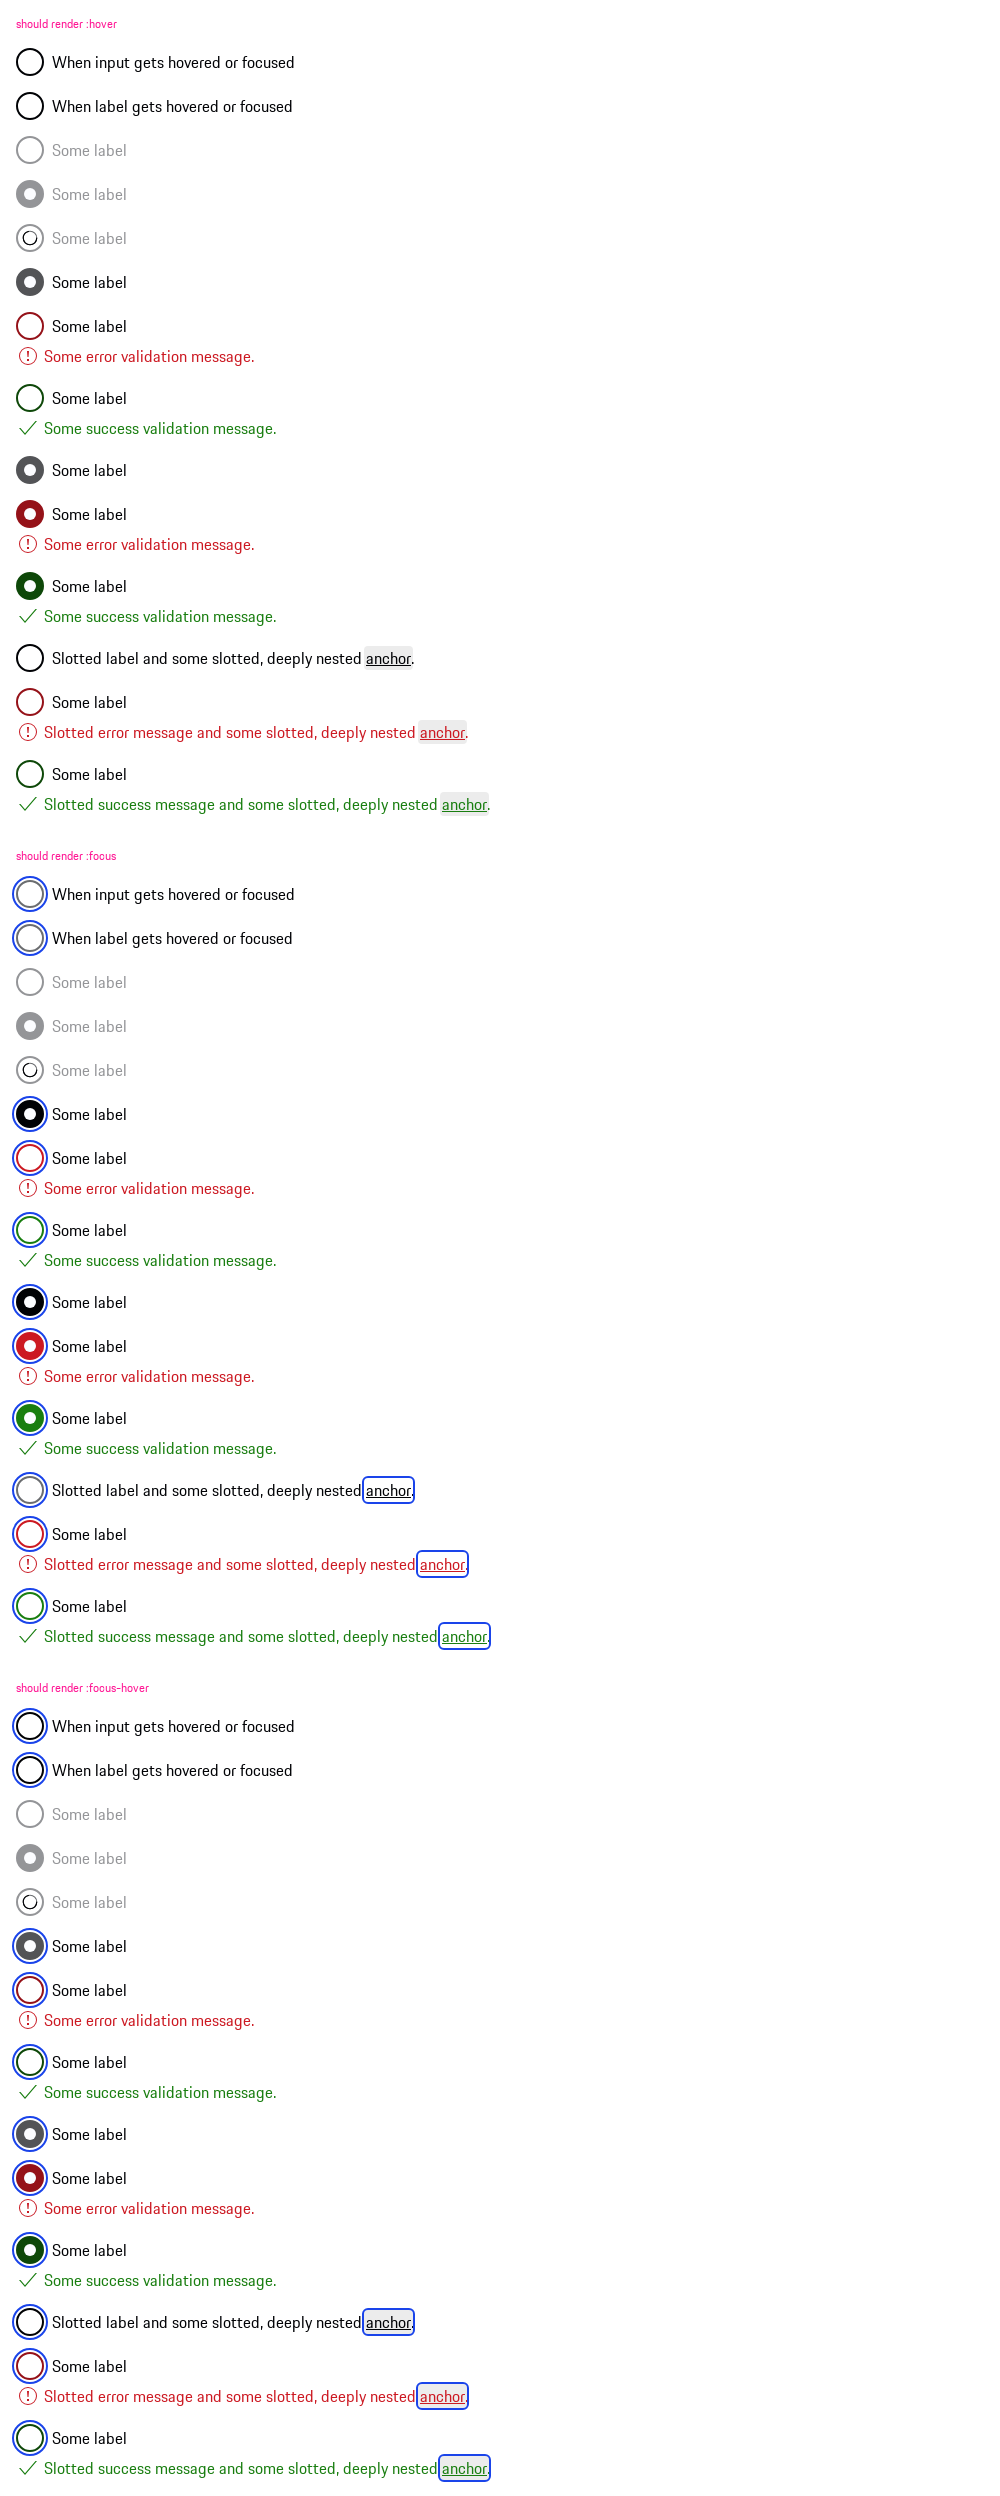 should render :hover
When input gets hovered or focused
When label gets hovered or focused
Some label
Some label
Some label
Some label
Some label
Some error validation message.
Some label
Some success validation message.
Some label
Some label
Some error validation message.
Some label
Some success validation message.
Slotted label and some slotted, deeply nested anchor.
Some label
Slotted error message and some slotted, deeply nested anchor.
Some label
Slotted success message and some slotted, deeply nested anchor.
should render :focus
When input gets hovered or focused
When label gets hovered or focused
Some label
Some label
Some label
Some label
Some label
Some error validation message.
Some label
Some success validation message.
Some label
Some label
Some error validation message.
Some label
Some success validation message.
Slotted label and some slotted, deeply nested anchor.
Some label
Slotted error message and some slotted, deeply nested anchor.
Some label
Slotted success message and some slotted, deeply nested anchor.
should render :focus-hover
When input gets hovered or focused
When label gets hovered or focused
Some label
Some label
Some label
Some label
Some label
Some error validation message.
Some label
Some success validation message.
Some label
Some label
Some error validation message.
Some label
Some success validation message.
Slotted label and some slotted, deeply nested anchor.
Some label
Slotted error message and some slotted, deeply nested anchor.
Some label
Slotted success message and some slotted, deeply nested anchor.